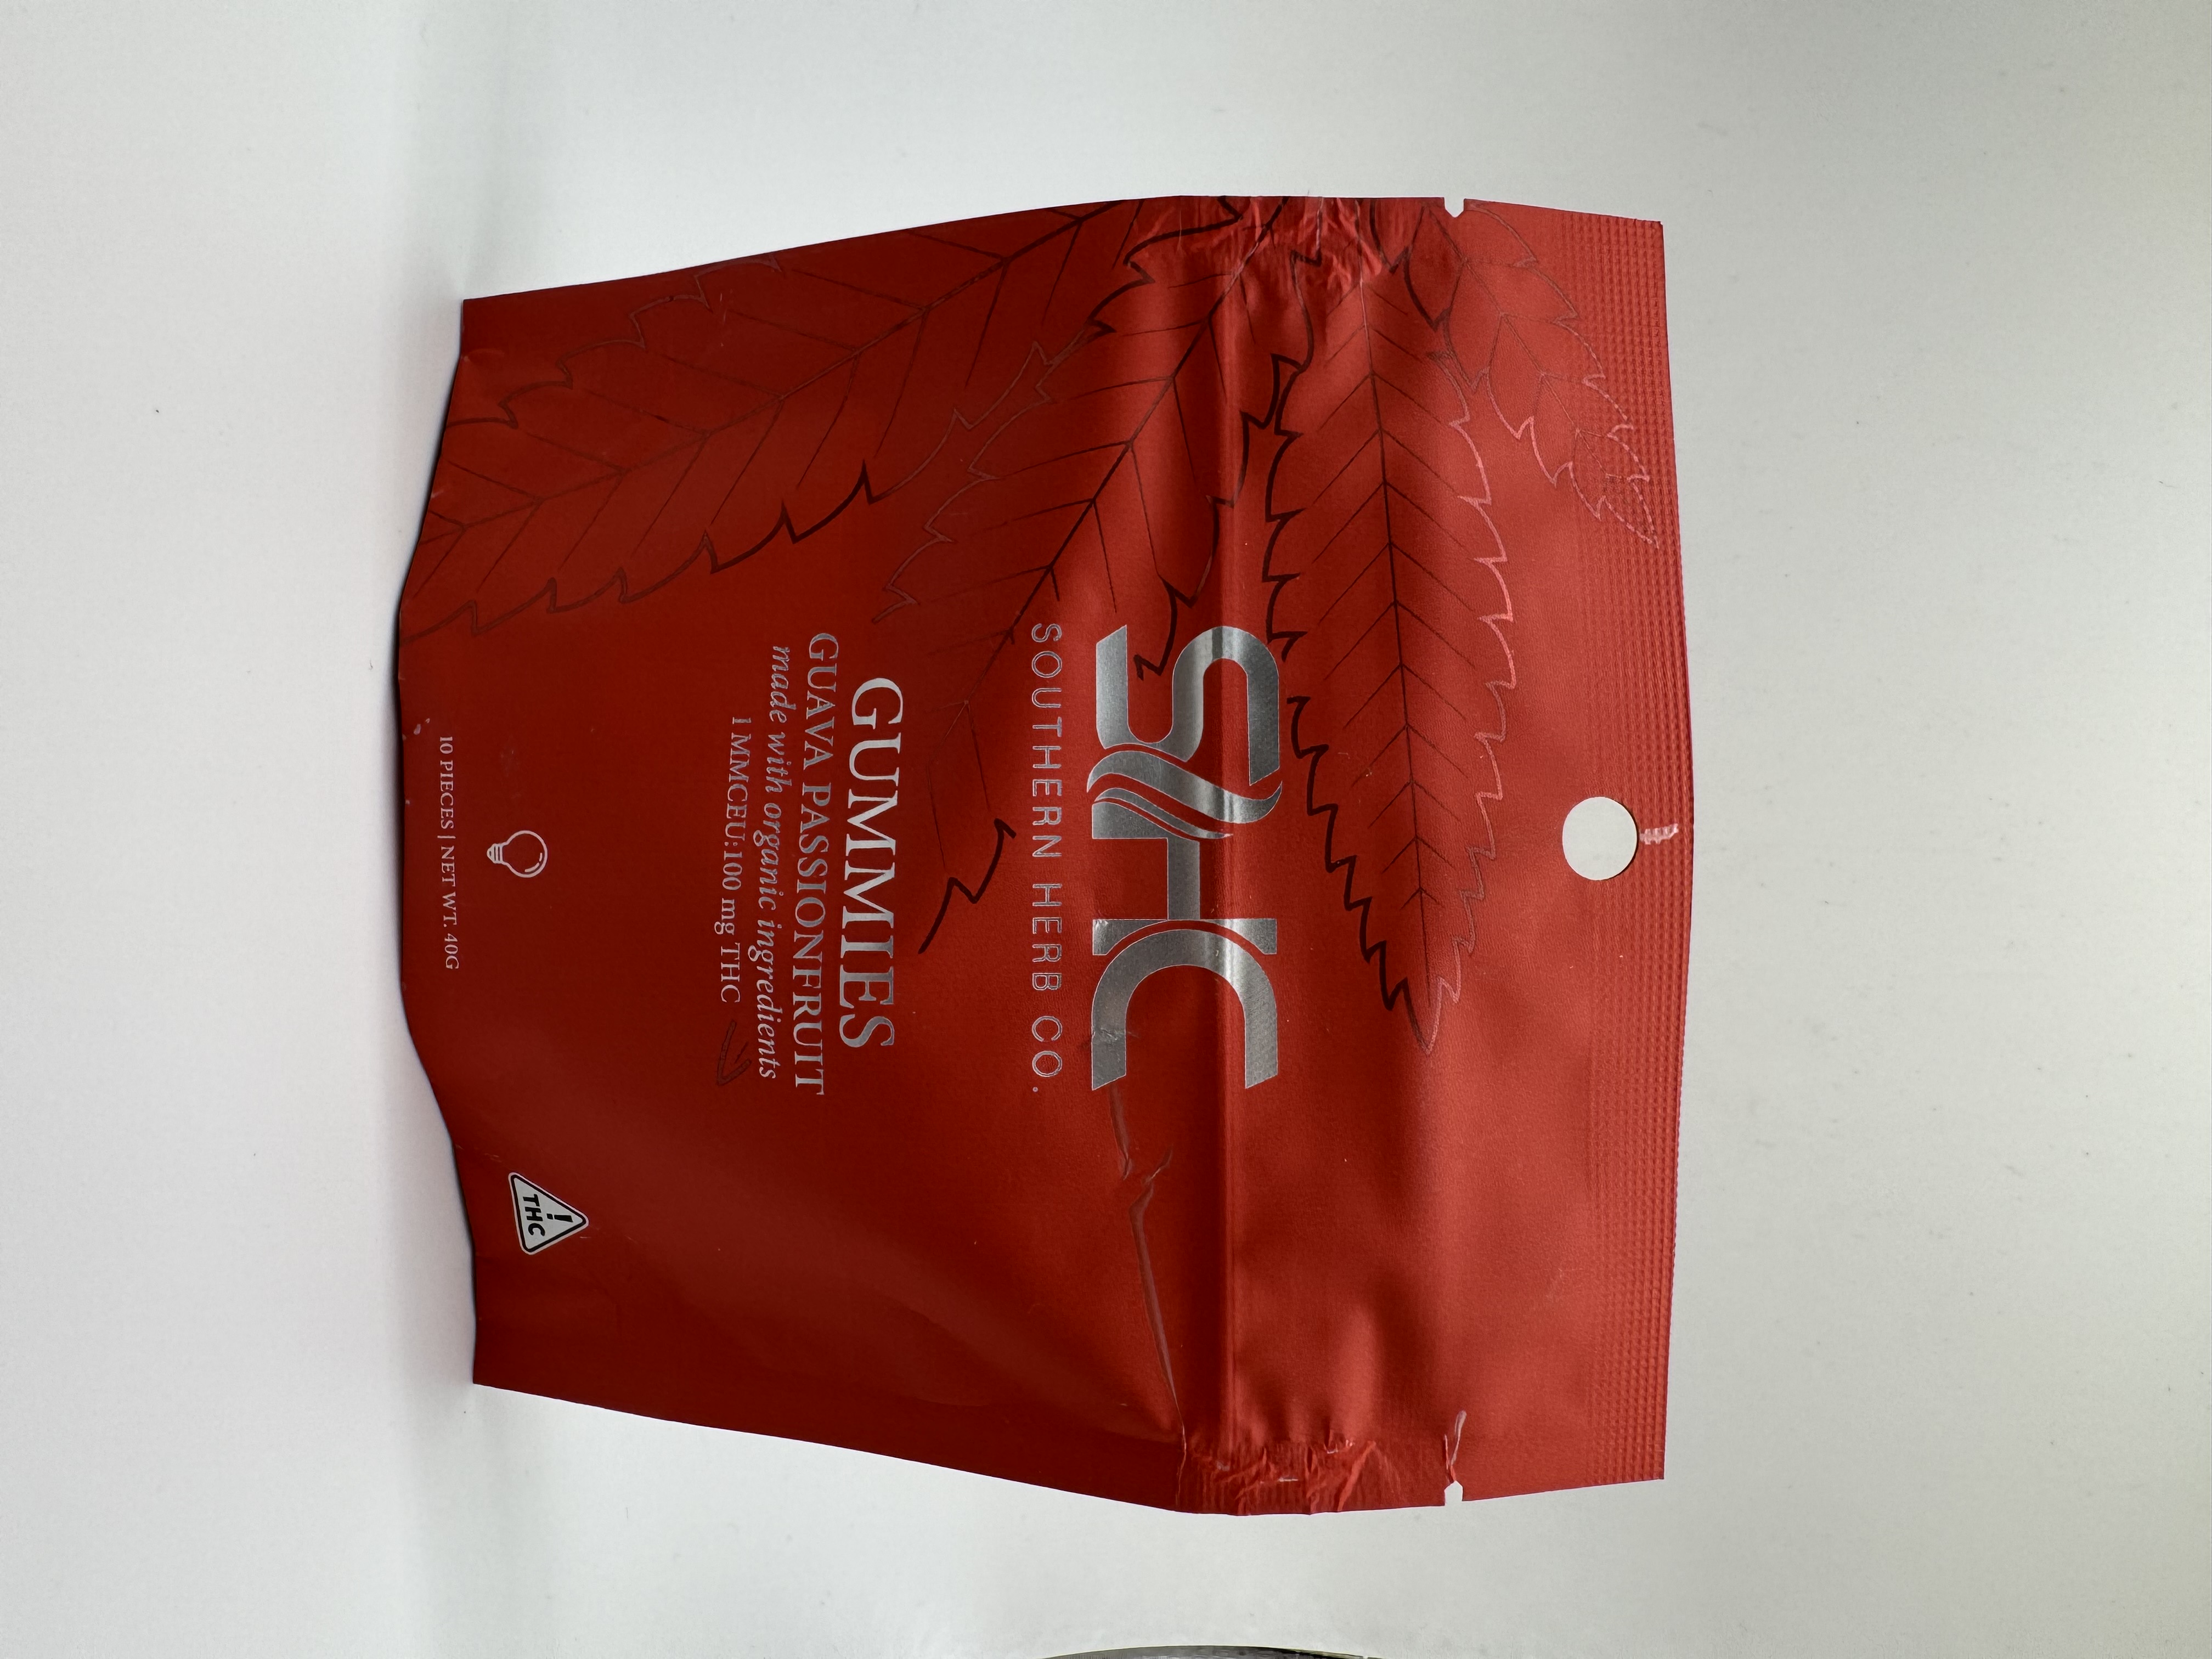 SHC
SOUTHERN HERB CO.
GUMMIES
GUAVA PASSIONFRUIT
made with organic ingredients
1 MMCEU:100 mg THC
!
THC
10 PIECES | NET WT. 40G